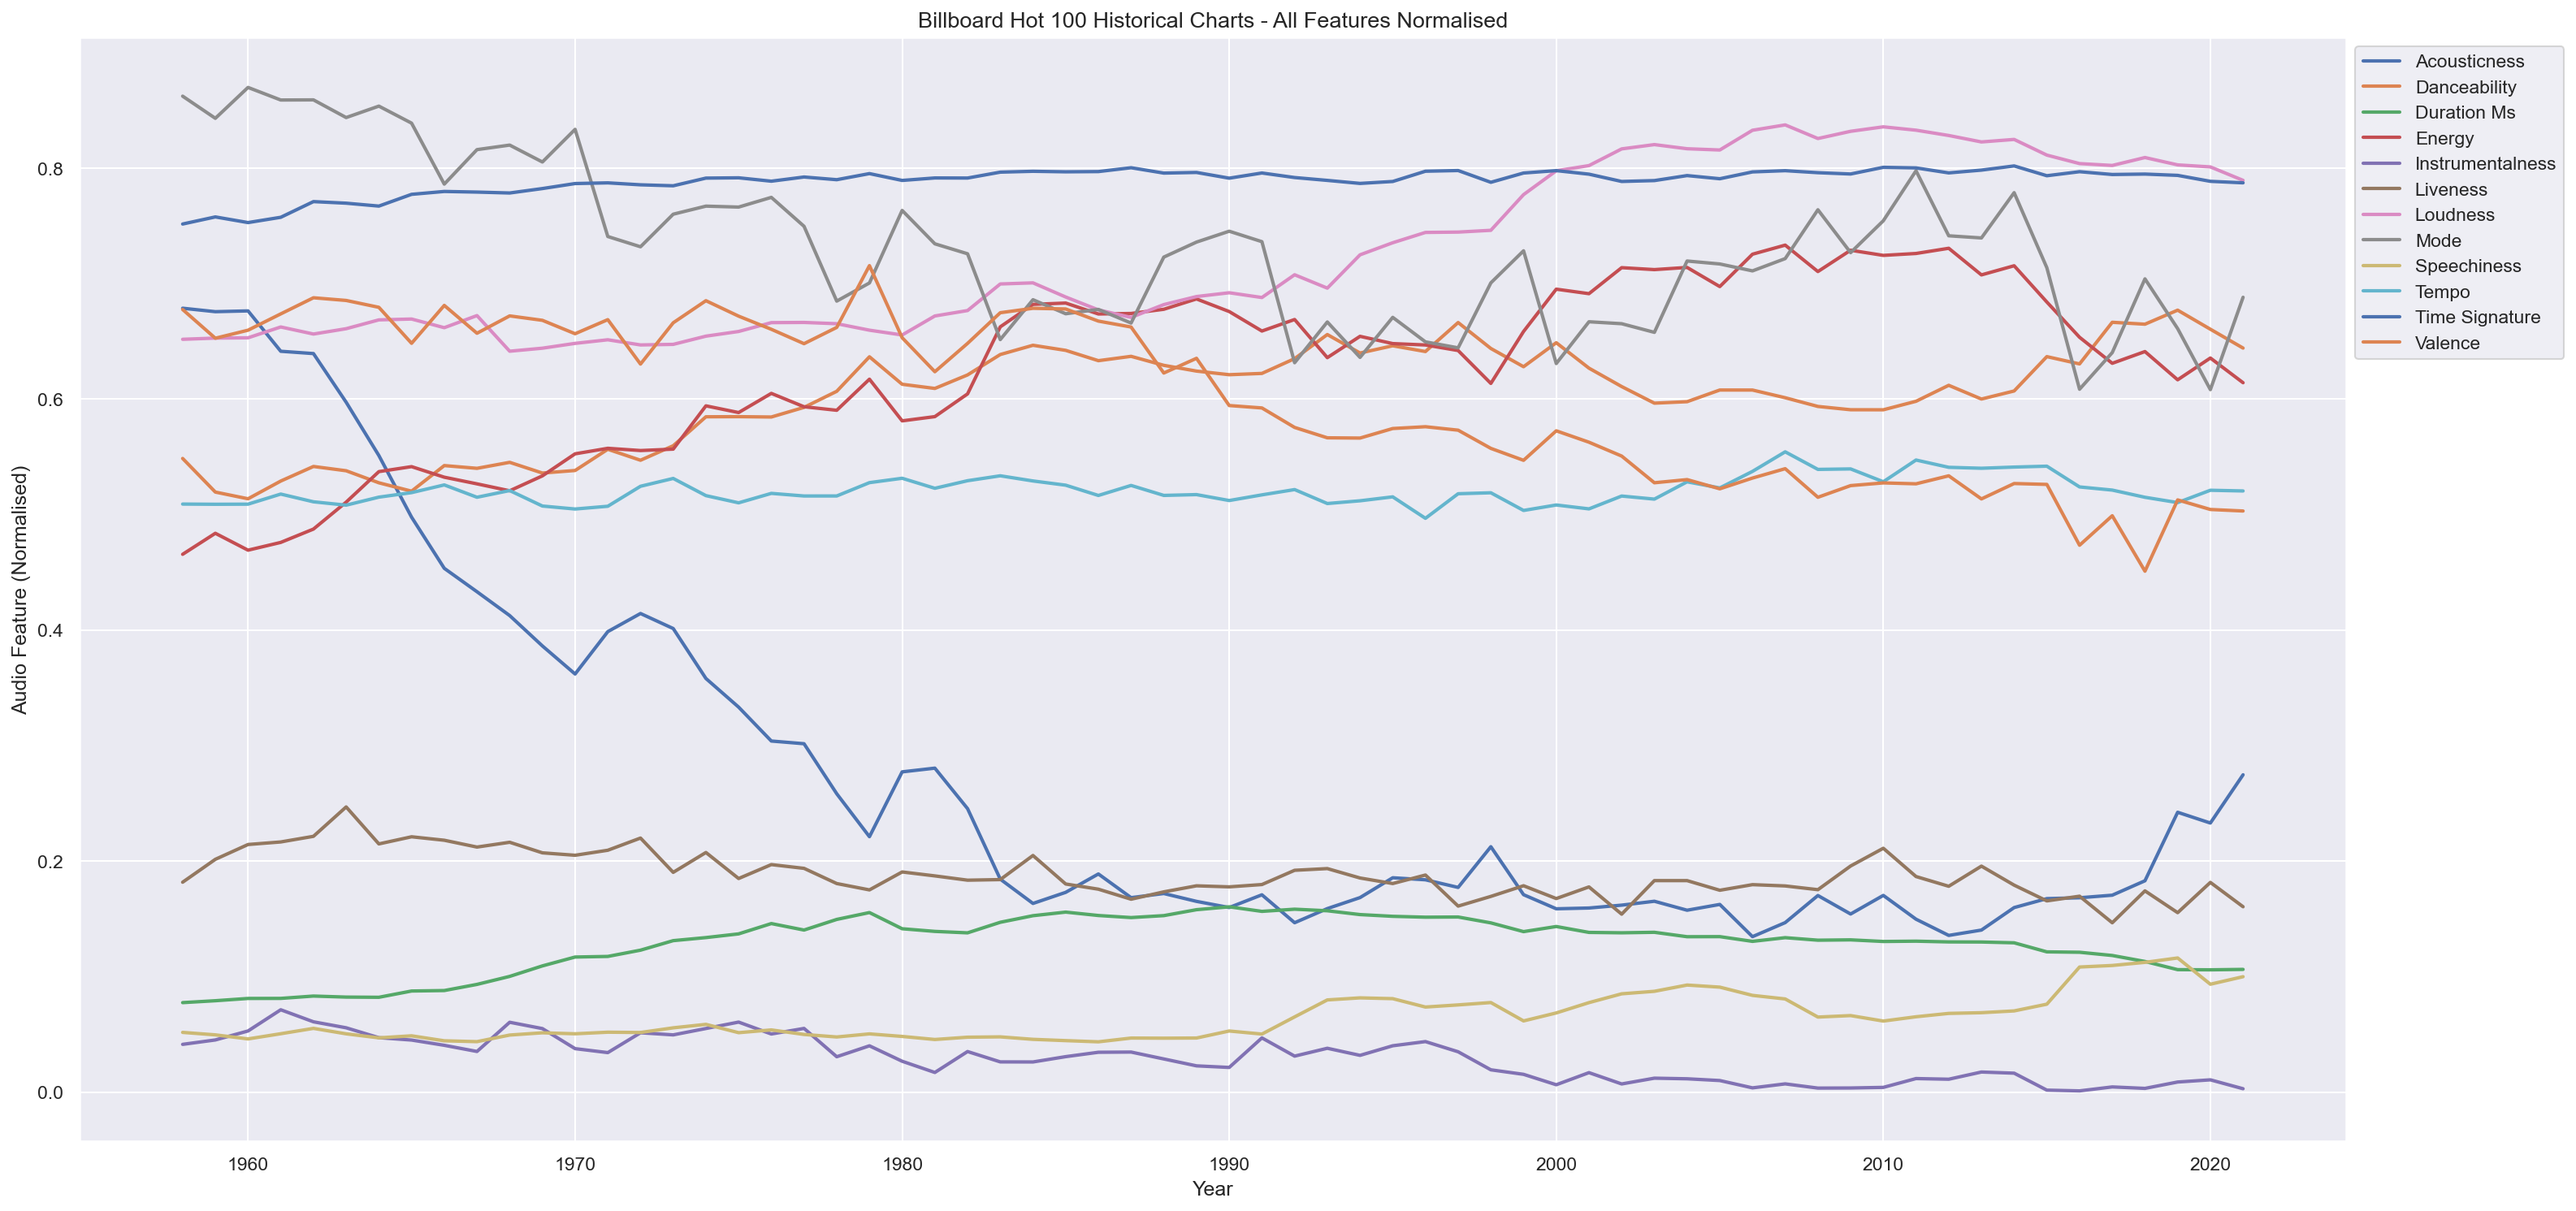 Billboard Hot 100 Historical Charts - All Features Normalised
Acousticness
Danceability
Duration Ms
Energy
Instrumentalness
Liveness
Loudness
Mode
Speechiness
Tempo
Time Signature
Valence
Audio Feature (Normalised)
0.8
0.6
0.4
0.2
0.0
1960 1970 1980 1990 2000 2010 2020
Year